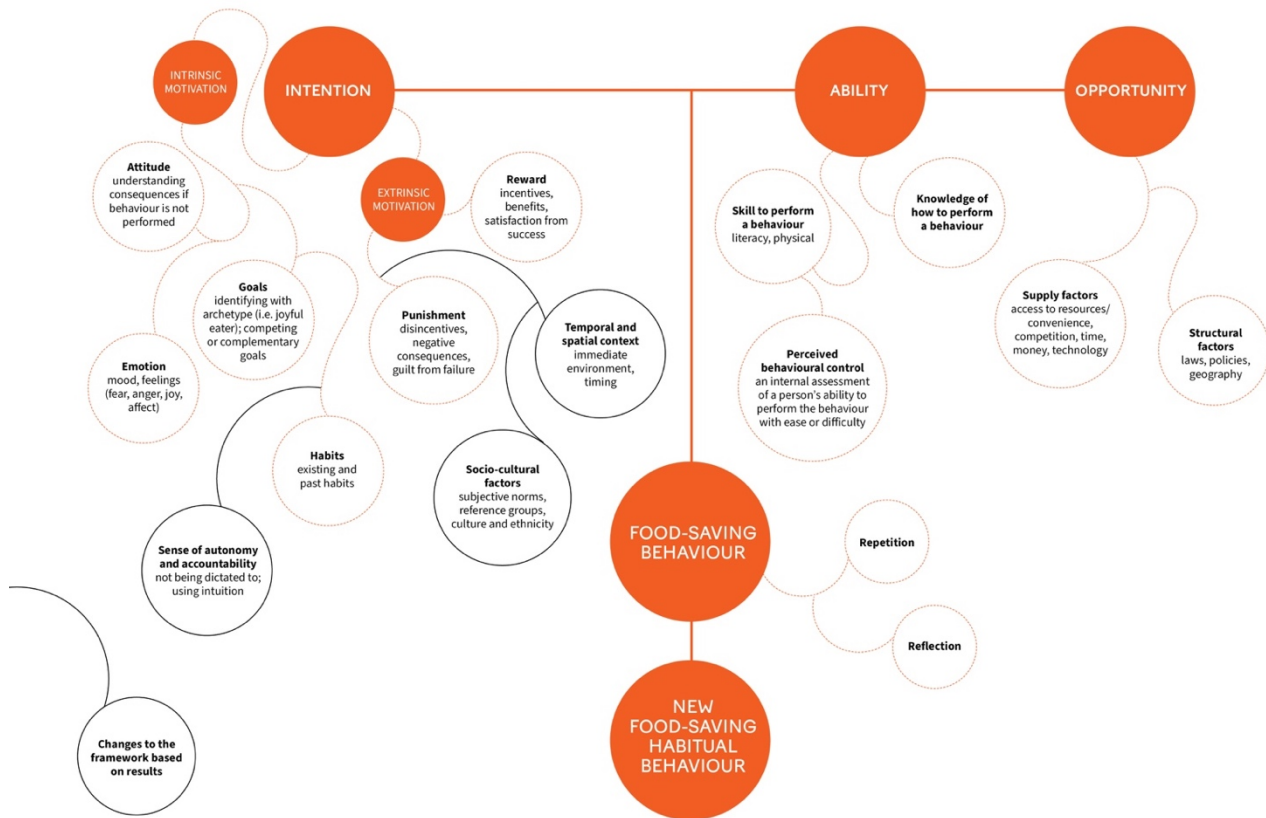 INTRINSIC
MOTIVATION
INTENTION
ABILITY
OPPORTUNITY
Attitude
understanding
consequences if
behaviour is not
performed
EXTRINSIC
MOTIVATION
Reward
incentives,
benefits,
satisfaction from
success
Skill to perform
a behaviour
literacy, physical
Knowledge of
how to perform
a behaviour
Goals
identifying with
archetype (i.e. joyful
eater); competing
or complementary
goals
Punishment
disincentives,
negative
consequences,
guilt from failure
Temporal and
spatial context
immediate
environment,
timing
Supply factors
access to resources/
convenience,
competition, time,
money, technology
Structural
factors
laws, policies,
geography
Emotion
mood, feelings
(fear, anger, joy,
affect)
Perceived
behavioural control
an internal assessment
of a person's ability to
perform the behaviour
with ease or difficulty
Habits
existing and
past habits
Socio-cultural
factors
subjective norms,
reference groups,
culture and ethnicity
Sense of autonomy
and accountability
not being dictated to;
using intuition
FOOD-SAVING
BEHAVIOUR
Repetition
Reflection
NEW
FOOD-SAVING
HABITUAL
BEHAVIOUR
Changes to the
framework based
on results